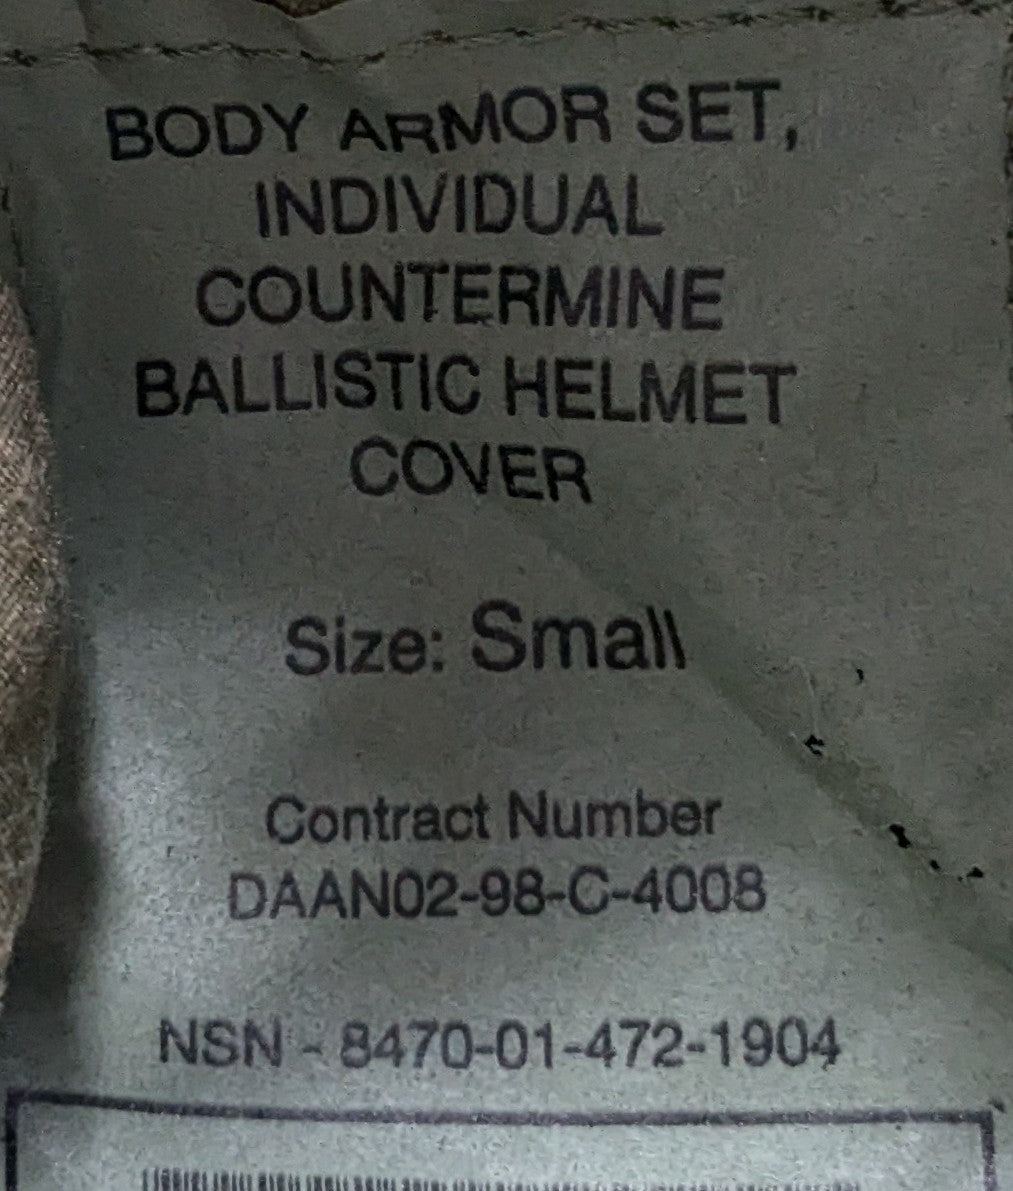 BODY ARMOR SET,
INDIVIDUAL
COUNTERMINE
BALLISTIC HELMET
COVER
Size: Small
Contract Number
DAAN02-98-C-4008
NSN - 8470-01-472-1904